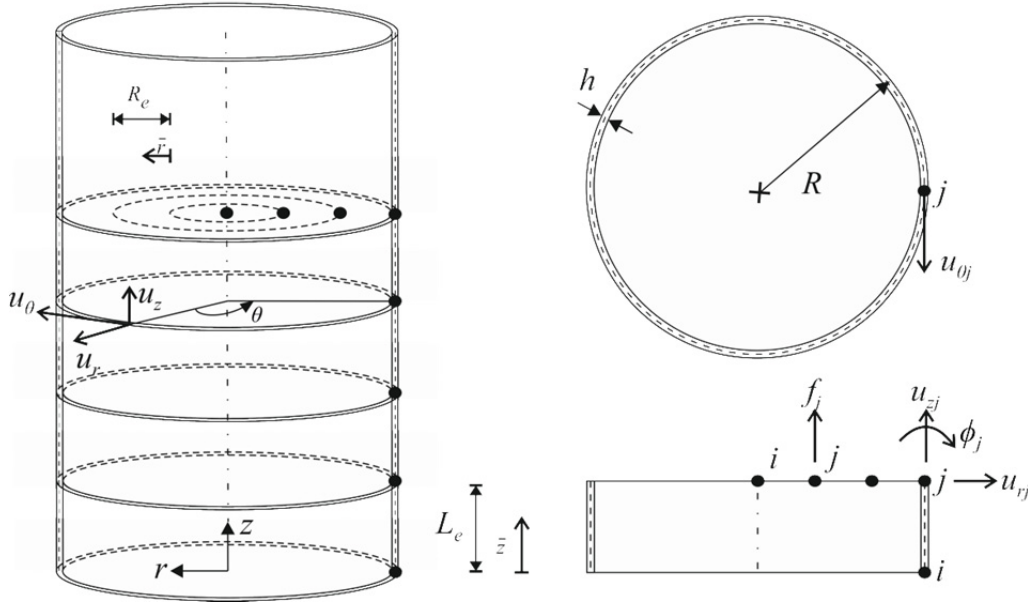 R_e
r̄
u_θ
u_z
θ
u_r
z
r
L_e
z̄
h
R
j
u_θj
f_j
u_zj
ϕ_j
i
j
j
u_rj
i